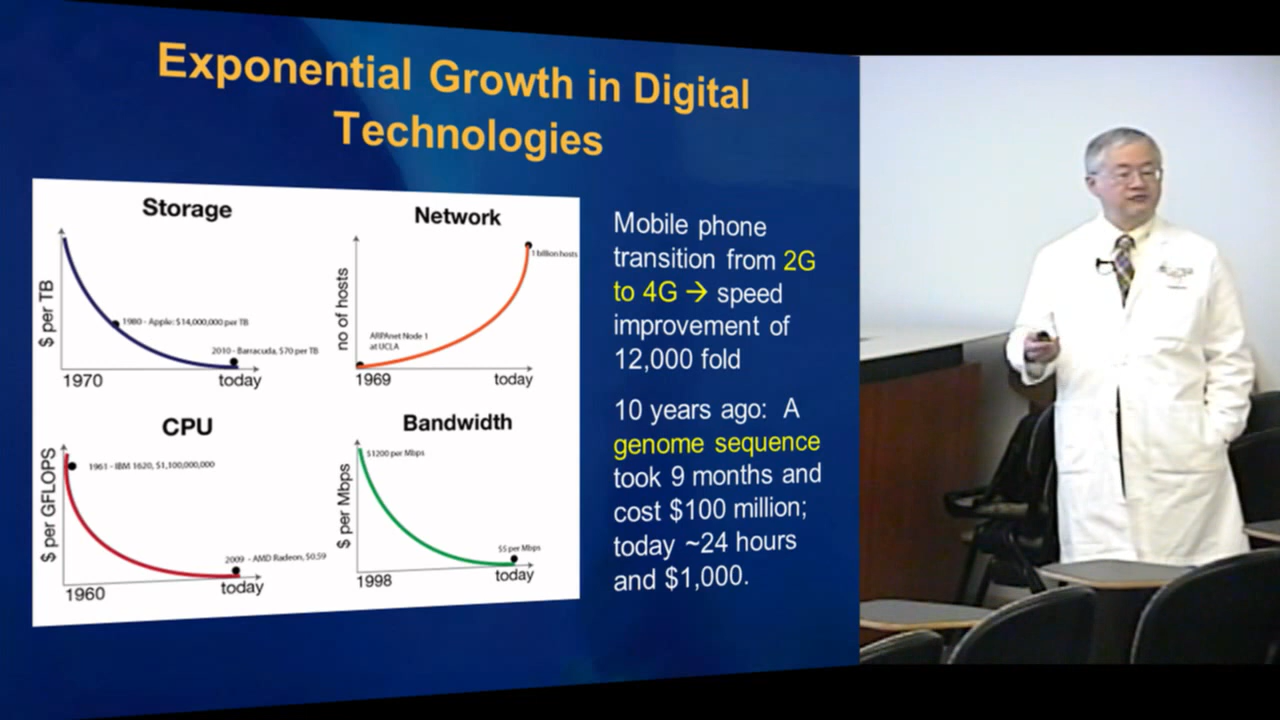 Exponential Growth in Digital
Technologies
Storage
$ per TB
1980 - Apple: $14,000,000 per TB
2010 - Barracuda, $70 per TB
1970
today
Network
no of hosts
1 billion hosts
ARPAnet Node 1
at UCLA
1969
today
CPU
$ per GFLOPS
1961 - IBM 1620, $1,100,000,000
2009 - AMD Radeon, $0.59
1960
today
Bandwidth
$ per Mbps
$1200 per Mbps
$5 per Mbps
1998
today
Mobile phone
transition from 2G
to 4G → speed
improvement of
12,000 fold
10 years ago: A
genome sequence
took 9 months and
cost $100 million;
today ~24 hours
and $1,000.